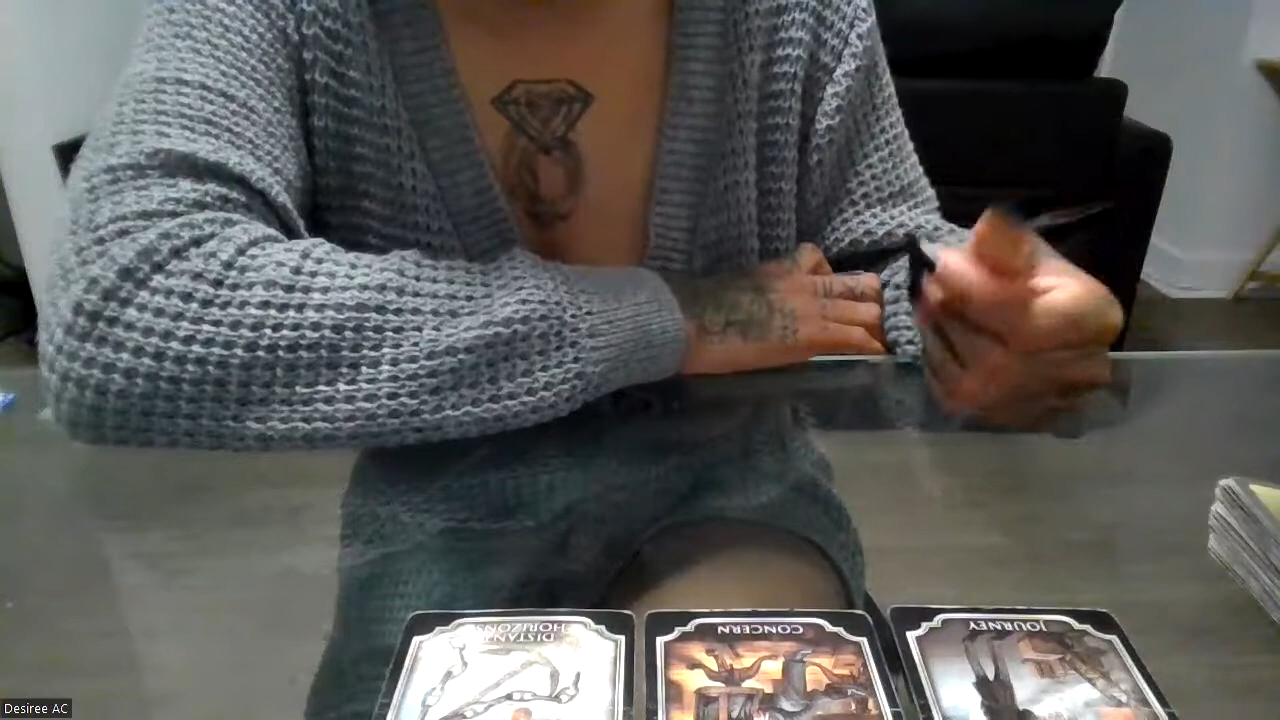 DISTANT
HORIZONS
CONCERN
JOURNEY
Desiree AC